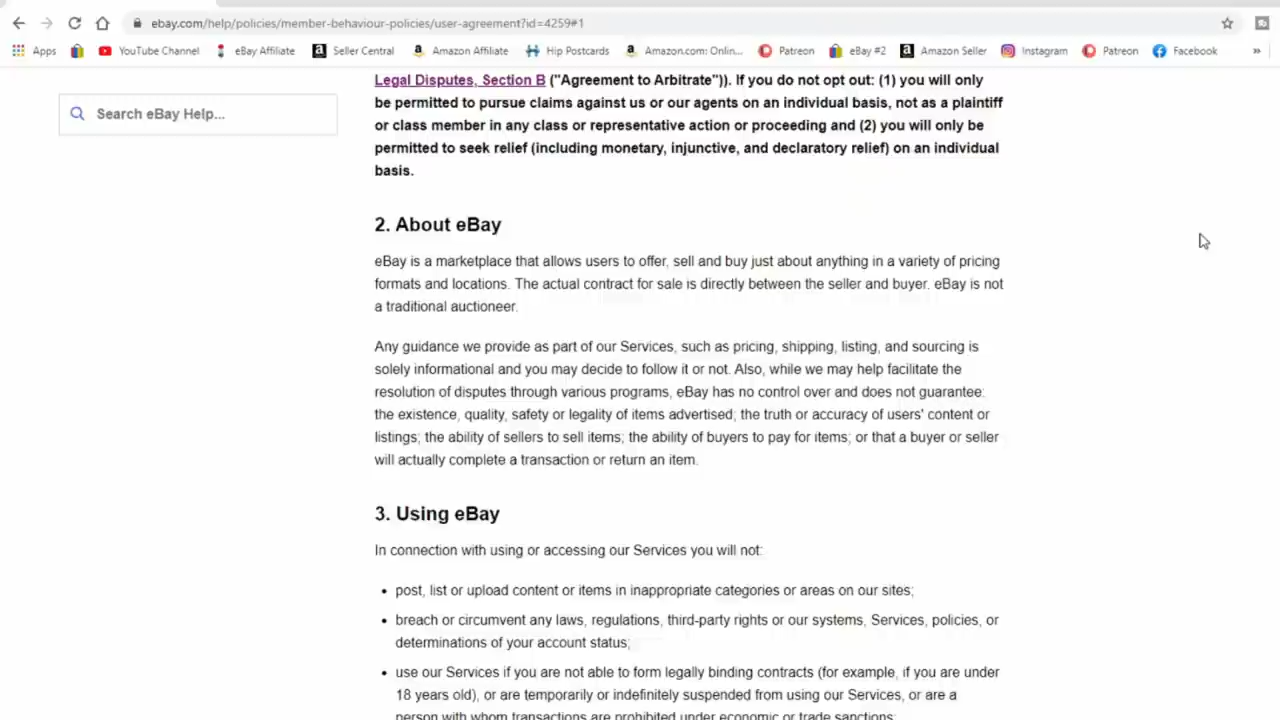 ebay.com/help/policies/member-behaviour-policies/user-agreement?id=4259#1
Apps YouTube Channel eBay Affiliate Seller Central Amazon Affiliate Hip Postcards Amazon.com: Onlin... Patreon eBay #2 Amazon Seller Instagram Patreon Facebook »
Search eBay Help...
Legal Disputes, Section B ("Agreement to Arbitrate")). If you do not opt out: (1) you will only
be permitted to pursue claims against us or our agents on an individual basis, not as a plaintiff
or class member in any class or representative action or proceeding and (2) you will only be
permitted to seek relief (including monetary, injunctive, and declaratory relief) on an individual
basis.
2. About eBay
eBay is a marketplace that allows users to offer, sell and buy just about anything in a variety of pricing
formats and locations. The actual contract for sale is directly between the seller and buyer. eBay is not
a traditional auctioneer.
Any guidance we provide as part of our Services, such as pricing, shipping, listing, and sourcing is
solely informational and you may decide to follow it or not. Also, while we may help facilitate the
resolution of disputes through various programs, eBay has no control over and does not guarantee:
the existence, quality, safety or legality of items advertised; the truth or accuracy of users' content or
listings; the ability of sellers to sell items; the ability of buyers to pay for items; or that a buyer or seller
will actually complete a transaction or return an item.
3. Using eBay
In connection with using or accessing our Services you will not:
• post, list or upload content or items in inappropriate categories or areas on our sites;
• breach or circumvent any laws, regulations, third-party rights or our systems, Services, policies, or
determinations of your account status;
• use our Services if you are not able to form legally binding contracts (for example, if you are under
18 years old), or are temporarily or indefinitely suspended from using our Services, or are a
person with whom transactions are prohibited under economic or trade sanctions;